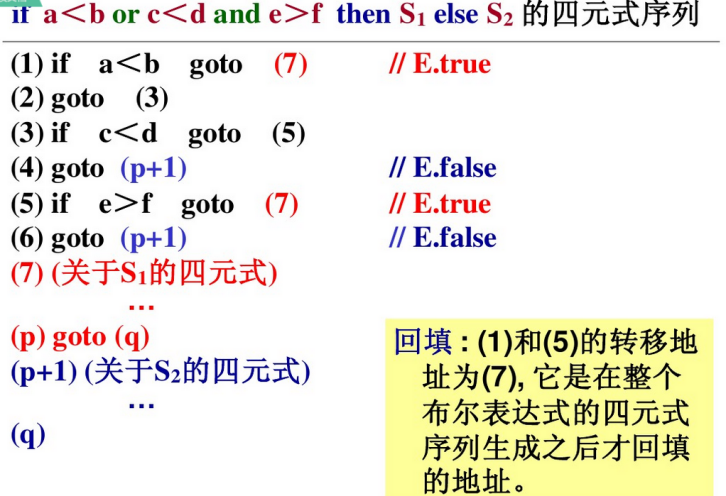 if a＜b or c＜d and e＞f then S₁ else S₂ 的四元式序列
(1) if a＜b goto (7) // E.true
(2) goto (3)
(3) if c＜d goto (5)
(4) goto (p+1) // E.false
(5) if e＞f goto (7) // E.true
(6) goto (p+1) // E.false
(7) (关于S₁的四元式)
…
(p) goto (q)
(p+1) (关于S₂的四元式)
…
(q)
回填 : (1)和(5)的转移地
址为(7), 它是在整个
布尔表达式的四元式
序列生成之后才回填
的地址。